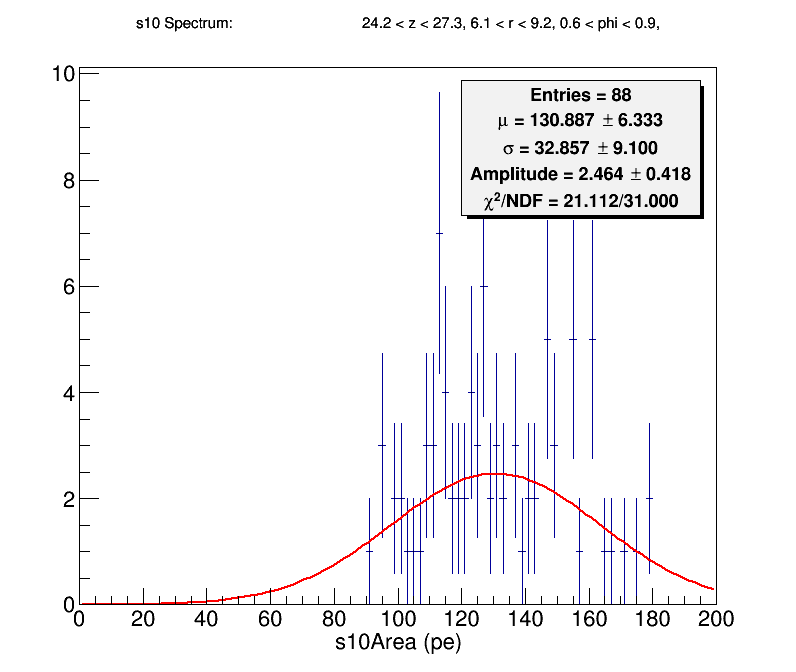 s10 Spectrum: 24.2 < z < 27.3, 6.1 < r < 9.2, 0.6 < phi < 0.9,
Entries = 88
μ = 130.887 ± 6.333
σ = 32.857 ± 9.100
Amplitude = 2.464 ± 0.418
χ²/NDF = 21.112/31.000
10
8
6
4
2
0
0 20 40 60 80 100 120 140 160 180 200
s10Area (pe)